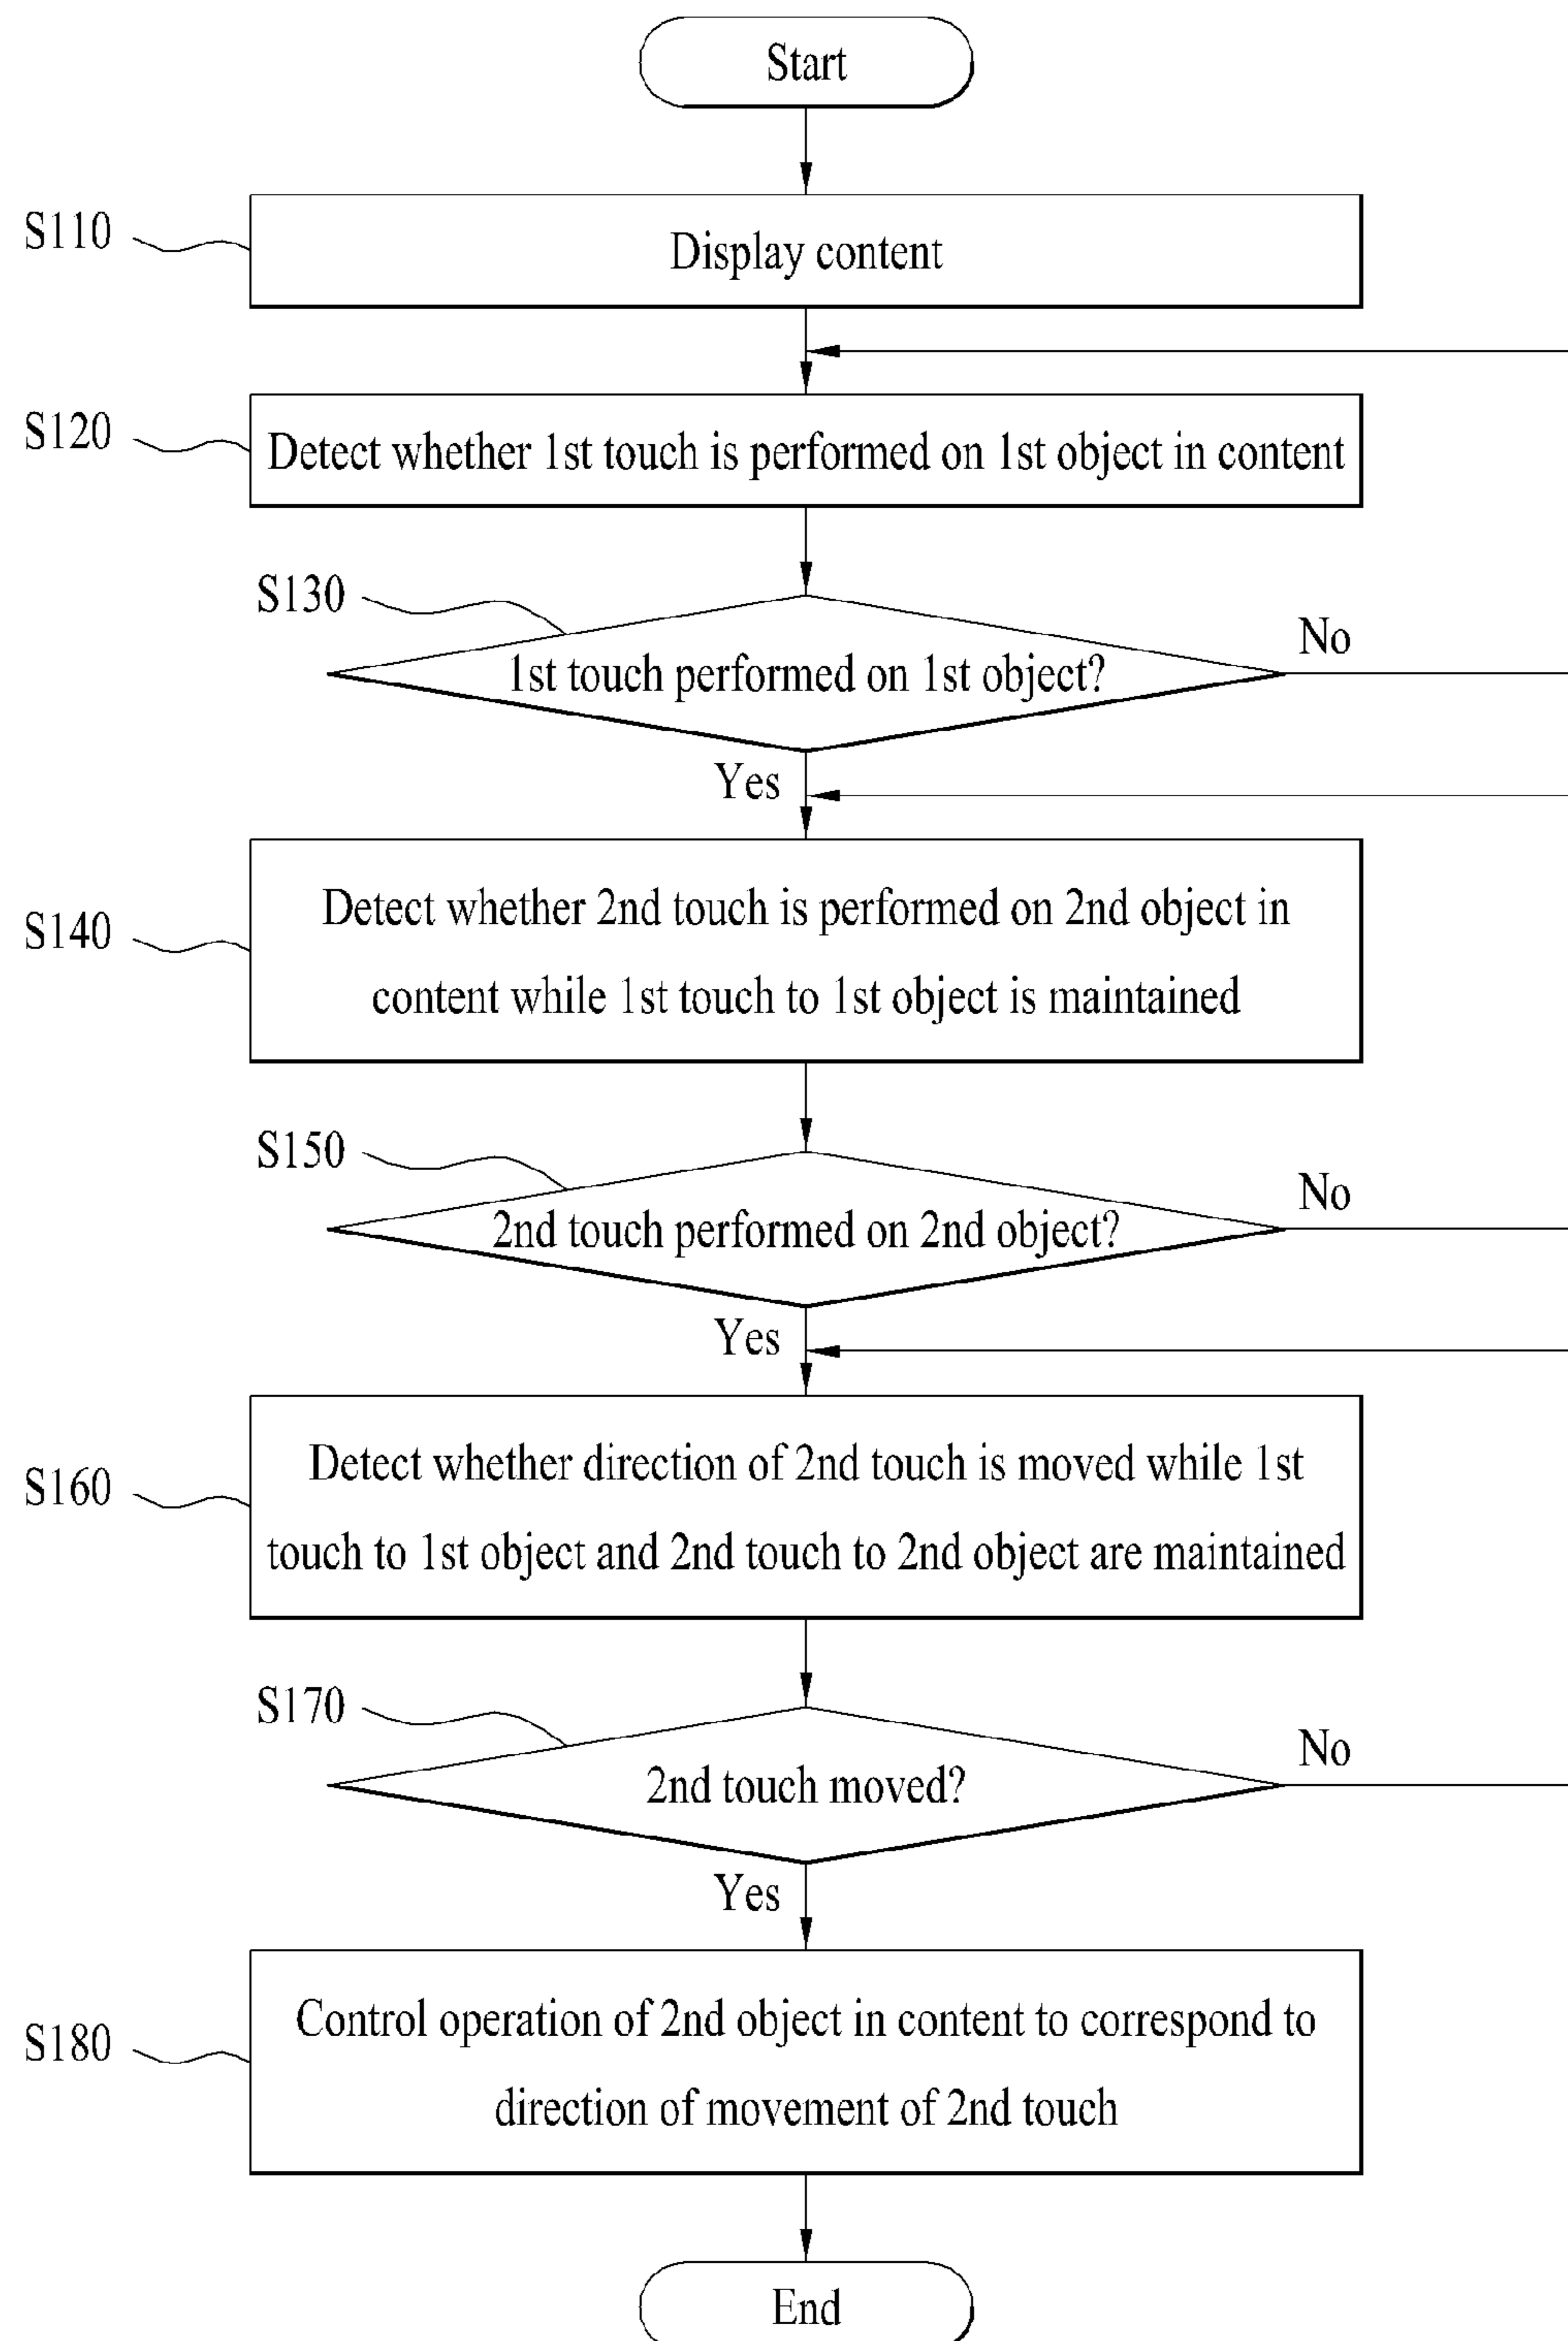 Start
S110
Display content
S120
Detect whether 1st touch is performed on 1st object in content
S130
1st touch performed on 1st object?
No
Yes
S140
Detect whether 2nd touch is performed on 2nd object in
content while 1st touch to 1st object is maintained
S150
2nd touch performed on 2nd object?
No
Yes
S160
Detect whether direction of 2nd touch is moved while 1st
touch to 1st object and 2nd touch to 2nd object are maintained
S170
2nd touch moved?
No
Yes
S180
Control operation of 2nd object in content to correspond to
direction of movement of 2nd touch
End